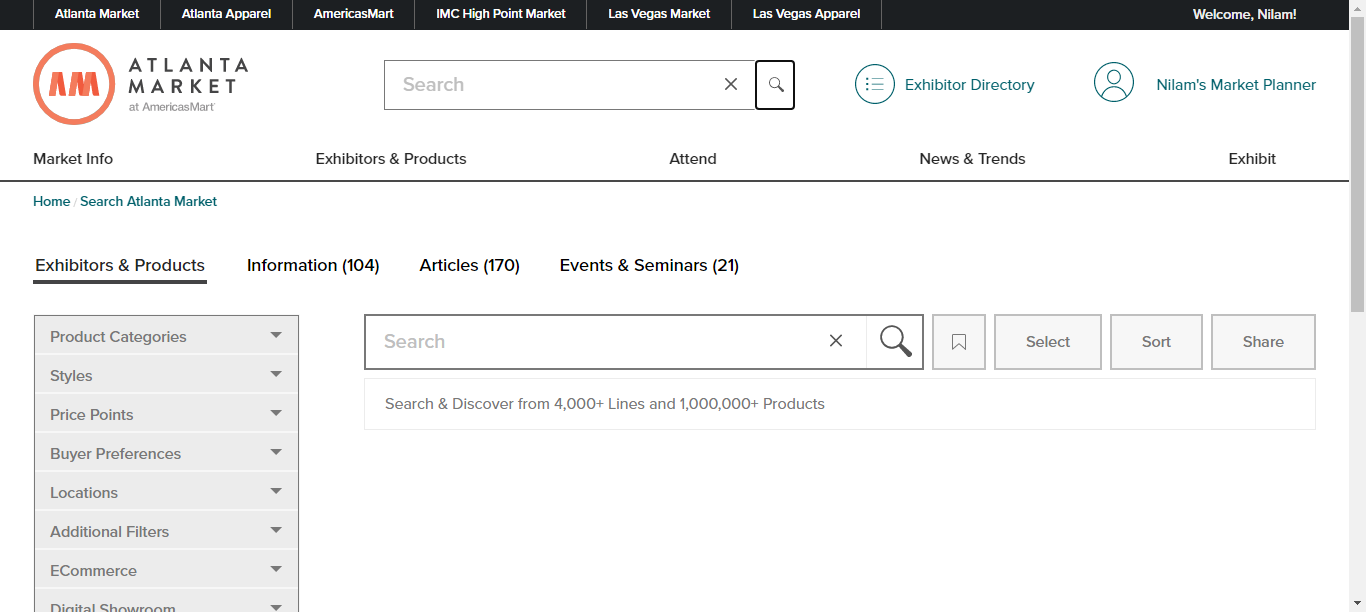 Atlanta Market Atlanta Apparel AmericasMart IMC High Point Market Las Vegas Market Las Vegas Apparel Welcome, Nilam!
AM ATLANTA
MARKET
at AmericasMart
Search
Exhibitor Directory
Nilam's Market Planner
Market Info Exhibitors & Products Attend News & Trends Exhibit
Home / Search Atlanta Market
Exhibitors & Products Information (104) Articles (170) Events & Seminars (21)
Product Categories
Styles
Price Points
Buyer Preferences
Locations
Additional Filters
ECommerce
Digital Showroom
Search
Select Sort Share
Search & Discover from 4,000+ Lines and 1,000,000+ Products